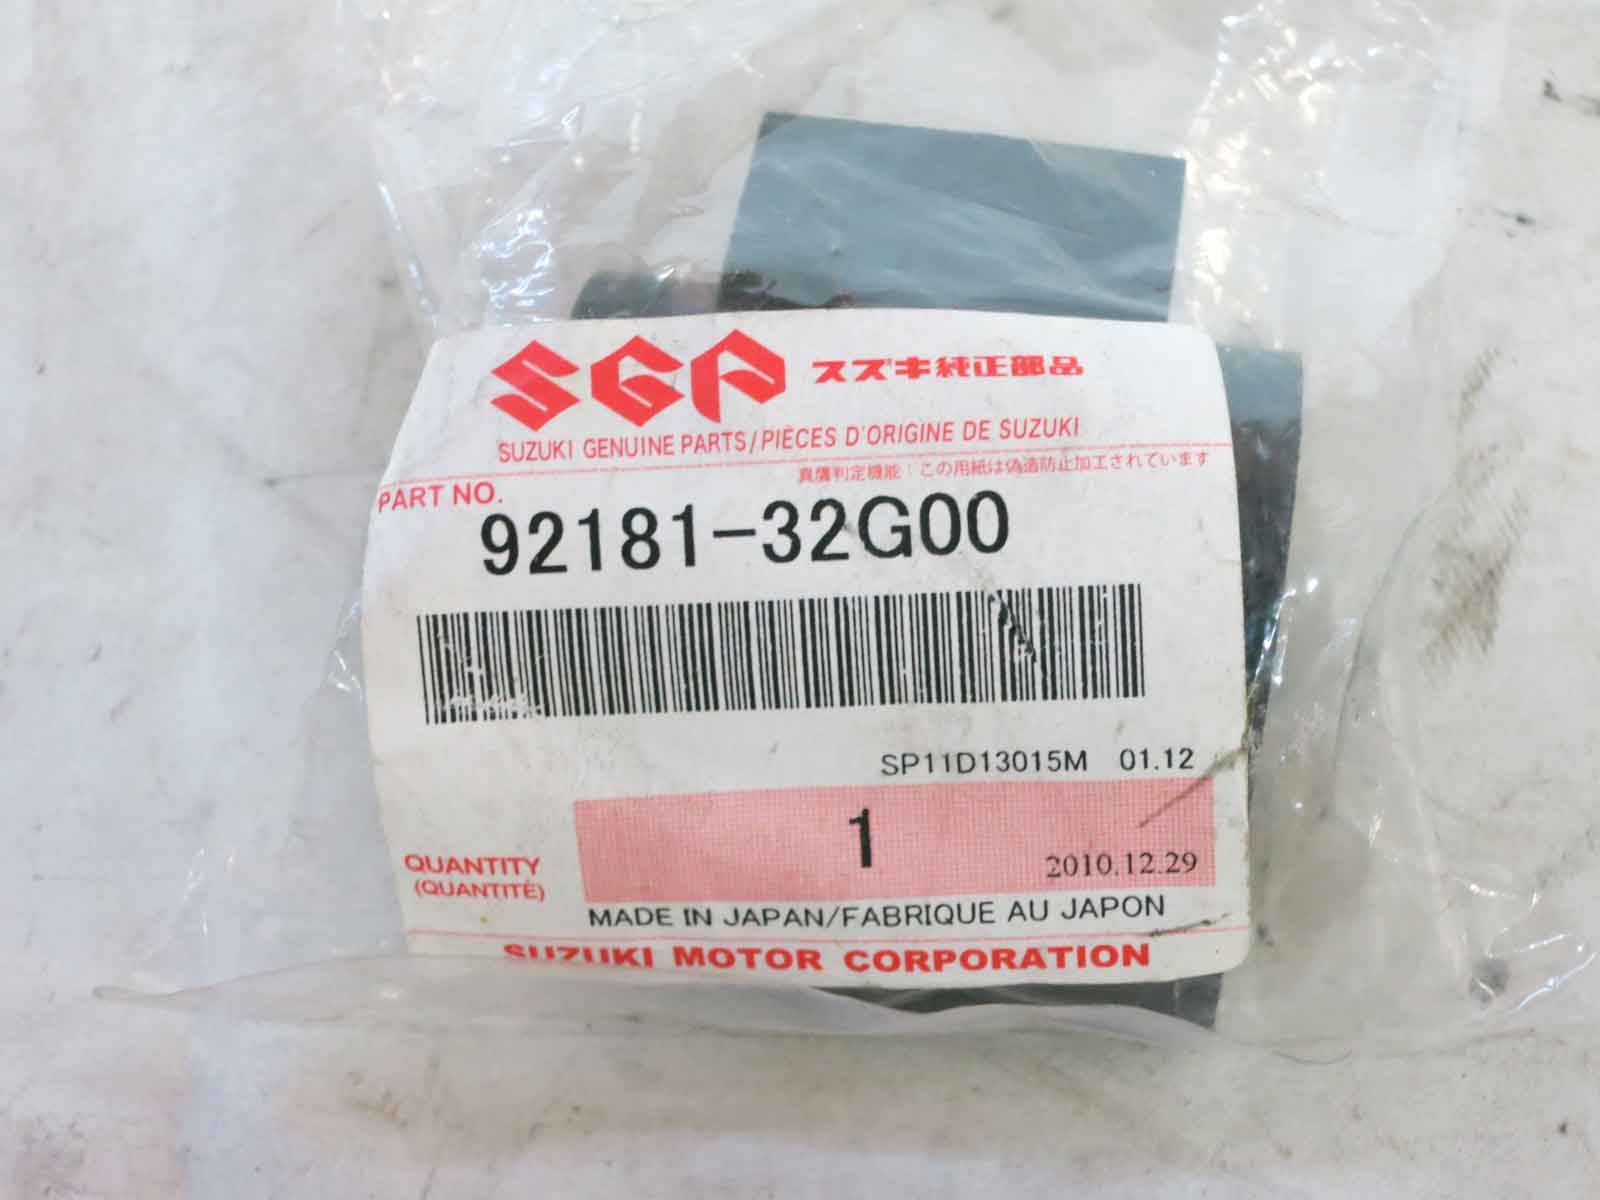 SGP スズキ純正部品
SUZUKI GENUINE PARTS/PIÈCES D'ORIGINE DE SUZUKI
真贋判定機能:この用紙は偽造防止加工されています
PART NO.
92181-32G00
SP11D13015M 01.12
1
QUANTITY
(QUANTITÉ)
2010.12.29
MADE IN JAPAN/FABRIQUE AU JAPON
SUZUKI MOTOR CORPORATION